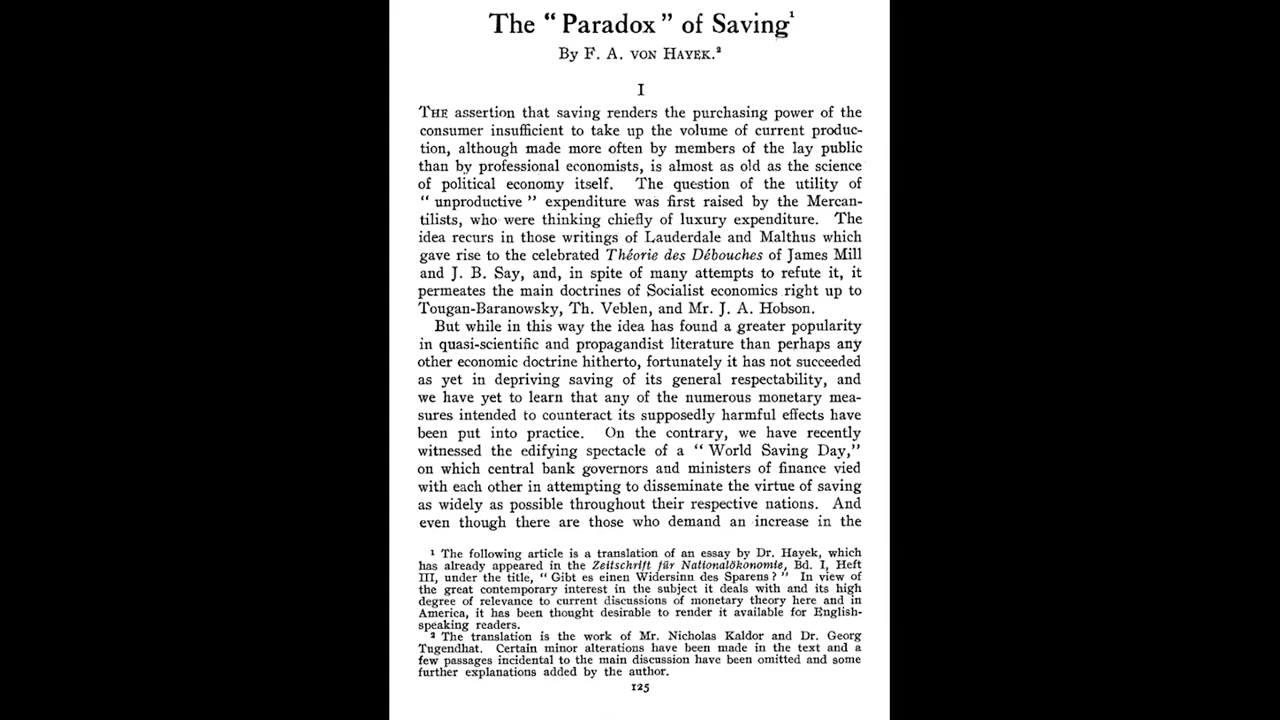 The “ Paradox ” of Saving¹
By F. A. VON HAYEK.²
I
THE assertion that saving renders the purchasing power of the
consumer insufficient to take up the volume of current produc-
tion, although made more often by members of the lay public
than by professional economists, is almost as old as the science
of political economy itself. The question of the utility of
“ unproductive ” expenditure was first raised by the Mercan-
tilists, who were thinking chiefly of luxury expenditure. The
idea recurs in those writings of Lauderdale and Malthus which
gave rise to the celebrated Théorie des Débouches of James Mill
and J. B. Say, and, in spite of many attempts to refute it, it
permeates the main doctrines of Socialist economics right up to
Tougan-Baranowsky, Th. Veblen, and Mr. J. A. Hobson.
But while in this way the idea has found a greater popularity
in quasi-scientific and propagandist literature than perhaps any
other economic doctrine hitherto, fortunately it has not succeeded
as yet in depriving saving of its general respectability, and
we have yet to learn that any of the numerous monetary mea-
sures intended to counteract its supposedly harmful effects have
been put into practice. On the contrary, we have recently
witnessed the edifying spectacle of a “ World Saving Day,”
on which central bank governors and ministers of finance vied
with each other in attempting to disseminate the virtue of saving
as widely as possible throughout their respective nations. And
even though there are those who demand an increase in the
¹ The following article is a translation of an essay by Dr. Hayek, which
has already appeared in the Zeitschrift für Nationalökonomie, Bd. I, Heft
III, under the title, “ Gibt es einen Widersinn des Sparens ? ” In view of
the great contemporary interest in the subject it deals with and its high
degree of relevance to current discussions of monetary theory here and in
America, it has been thought desirable to render it available for English-
speaking readers.
² The translation is the work of Mr. Nicholas Kaldor and Dr. Georg
Tugendhat. Certain minor alterations have been made in the text and a
few passages incidental to the main discussion have been omitted and some
further explanations added by the author.
125